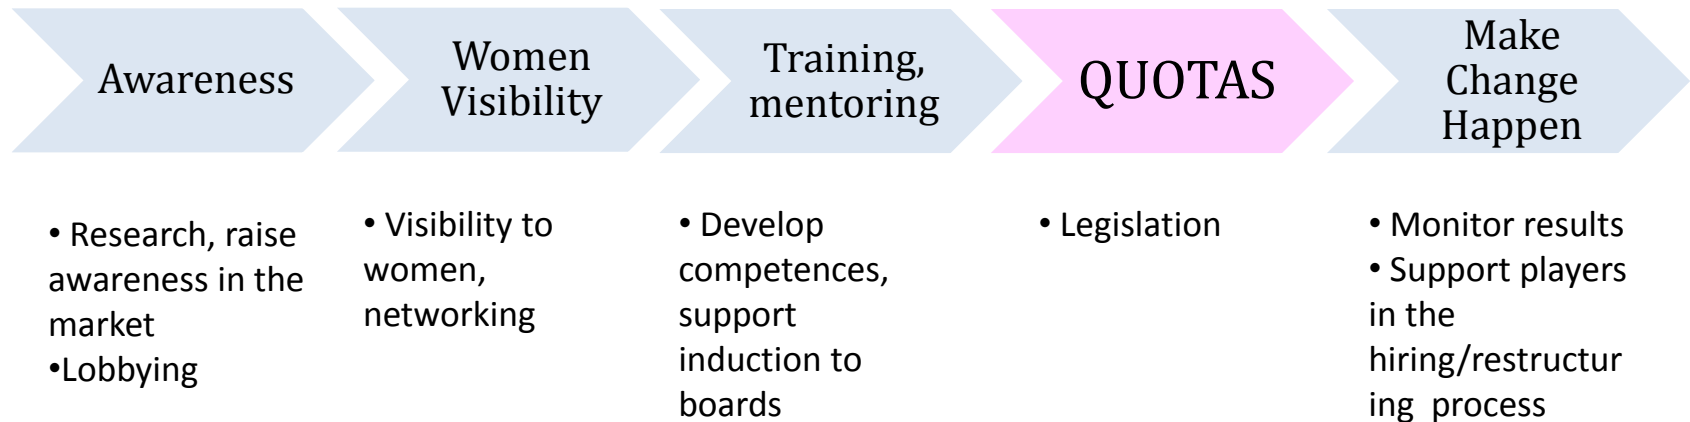 Awareness
Women
Visibility
Training,
mentoring
QUOTAS
Make
Change
Happen
• Research, raise
awareness in the
market
•Lobbying
• Visibility to
women,
networking
• Develop
competences,
support
induction to
boards
• Legislation
• Monitor results
• Support players
in the
hiring/restructur
ing process